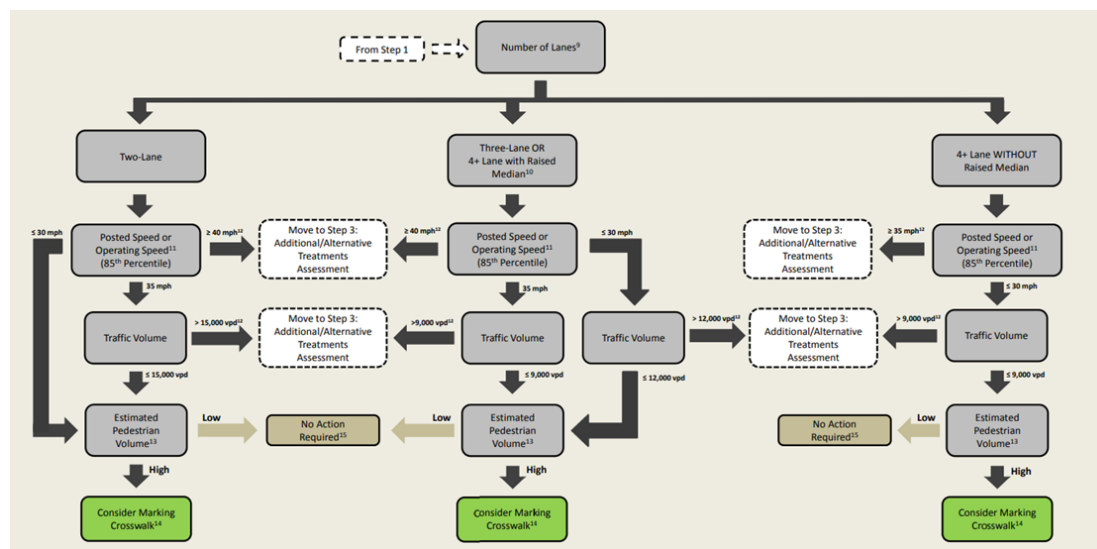 From Step 1
Number of Lanes⁹
Two-Lane
Three-Lane OR
4+ Lane with Raised
Median¹⁰
4+ Lane WITHOUT
Raised Median
≤ 30 mph
Posted Speed or
Operating Speed¹¹
(85th Percentile)
≥ 40 mph¹²
Move to Step 3:
Additional/Alternative
Treatments
Assessment
≥ 40 mph¹²
Posted Speed or
Operating Speed¹¹
(85th Percentile)
≤ 30 mph
Move to Step 3:
Additional/Alternative
Treatments
Assessment
≥ 35 mph¹²
Posted Speed or
Operating Speed¹¹
(85th Percentile)
35 mph
35 mph
≤ 30 mph
Traffic Volume
> 15,000 vpd¹²
Move to Step 3:
Additional/Alternative
Treatments
Assessment
>9,000 vpd¹²
Traffic Volume
Traffic Volume
> 12,000 vpd¹²
Move to Step 3:
Additional/Alternative
Treatments
Assessment
> 9,000 vpd¹²
Traffic Volume
≤ 15,000 vpd
≤ 9,000 vpd
≤ 12,000 vpd
≤ 9,000 vpd
Estimated
Pedestrian
Volume¹³
Low
No Action
Required¹⁵
Low
Estimated
Pedestrian
Volume¹³
No Action
Required¹⁵
Low
Estimated
Pedestrian
Volume¹³
High
High
High
Consider Marking
Crosswalk¹⁴
Consider Marking
Crosswalk¹⁴
Consider Marking
Crosswalk¹⁴